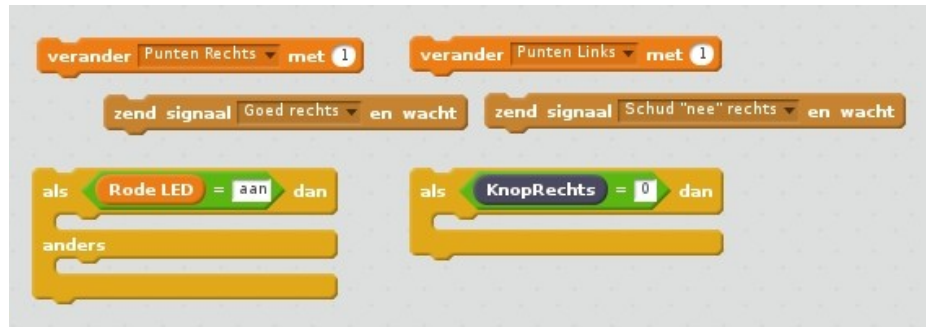 verander Punten Rechts met 1
verander Punten Links met 1
zend signaal Goed rechts en wacht
zend signaal Schud "nee" rechts en wacht
als Rode LED = aan dan
anders
als KnopRechts = 0 dan